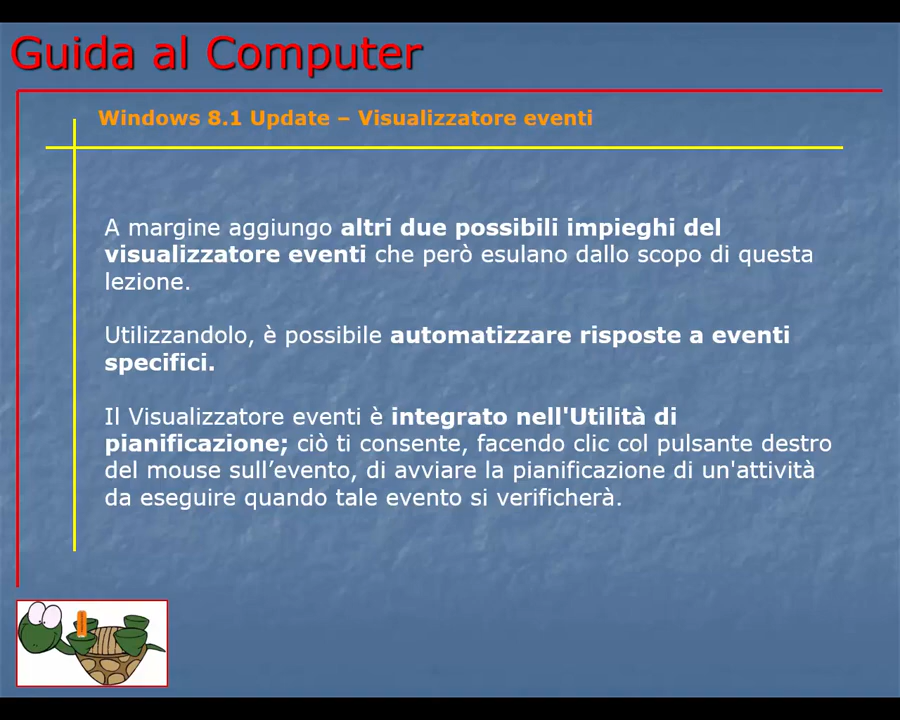 Guida al Computer
Windows 8.1 Update – Visualizzatore eventi
A margine aggiungo altri due possibili impieghi del
visualizzatore eventi che però esulano dallo scopo di questa
lezione.
Utilizzandolo, è possibile automatizzare risposte a eventi
specifici.
Il Visualizzatore eventi è integrato nell'Utilità di
pianificazione; ciò ti consente, facendo clic col pulsante destro
del mouse sull’evento, di avviare la pianificazione di un'attività
da eseguire quando tale evento si verificherà.